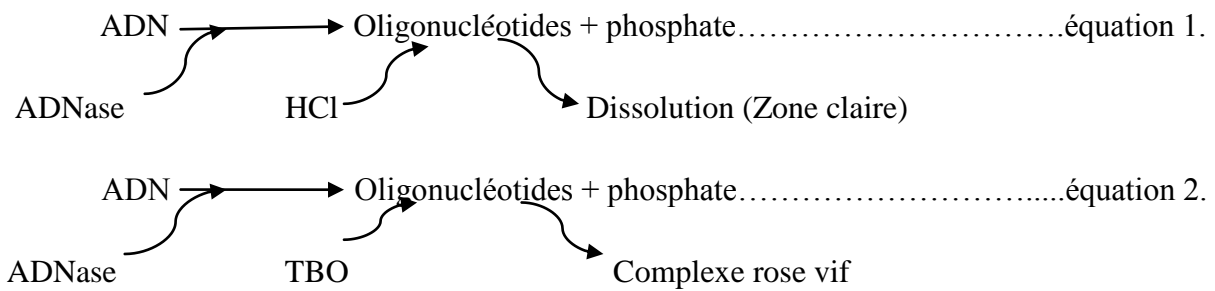 ADN Oligonucléotides + phosphate………………………….équation 1.
ADNase HCl Dissolution (Zone claire)
ADN Oligonucléotides + phosphate……………………….....équation 2.
ADNase TBO Complexe rose vif